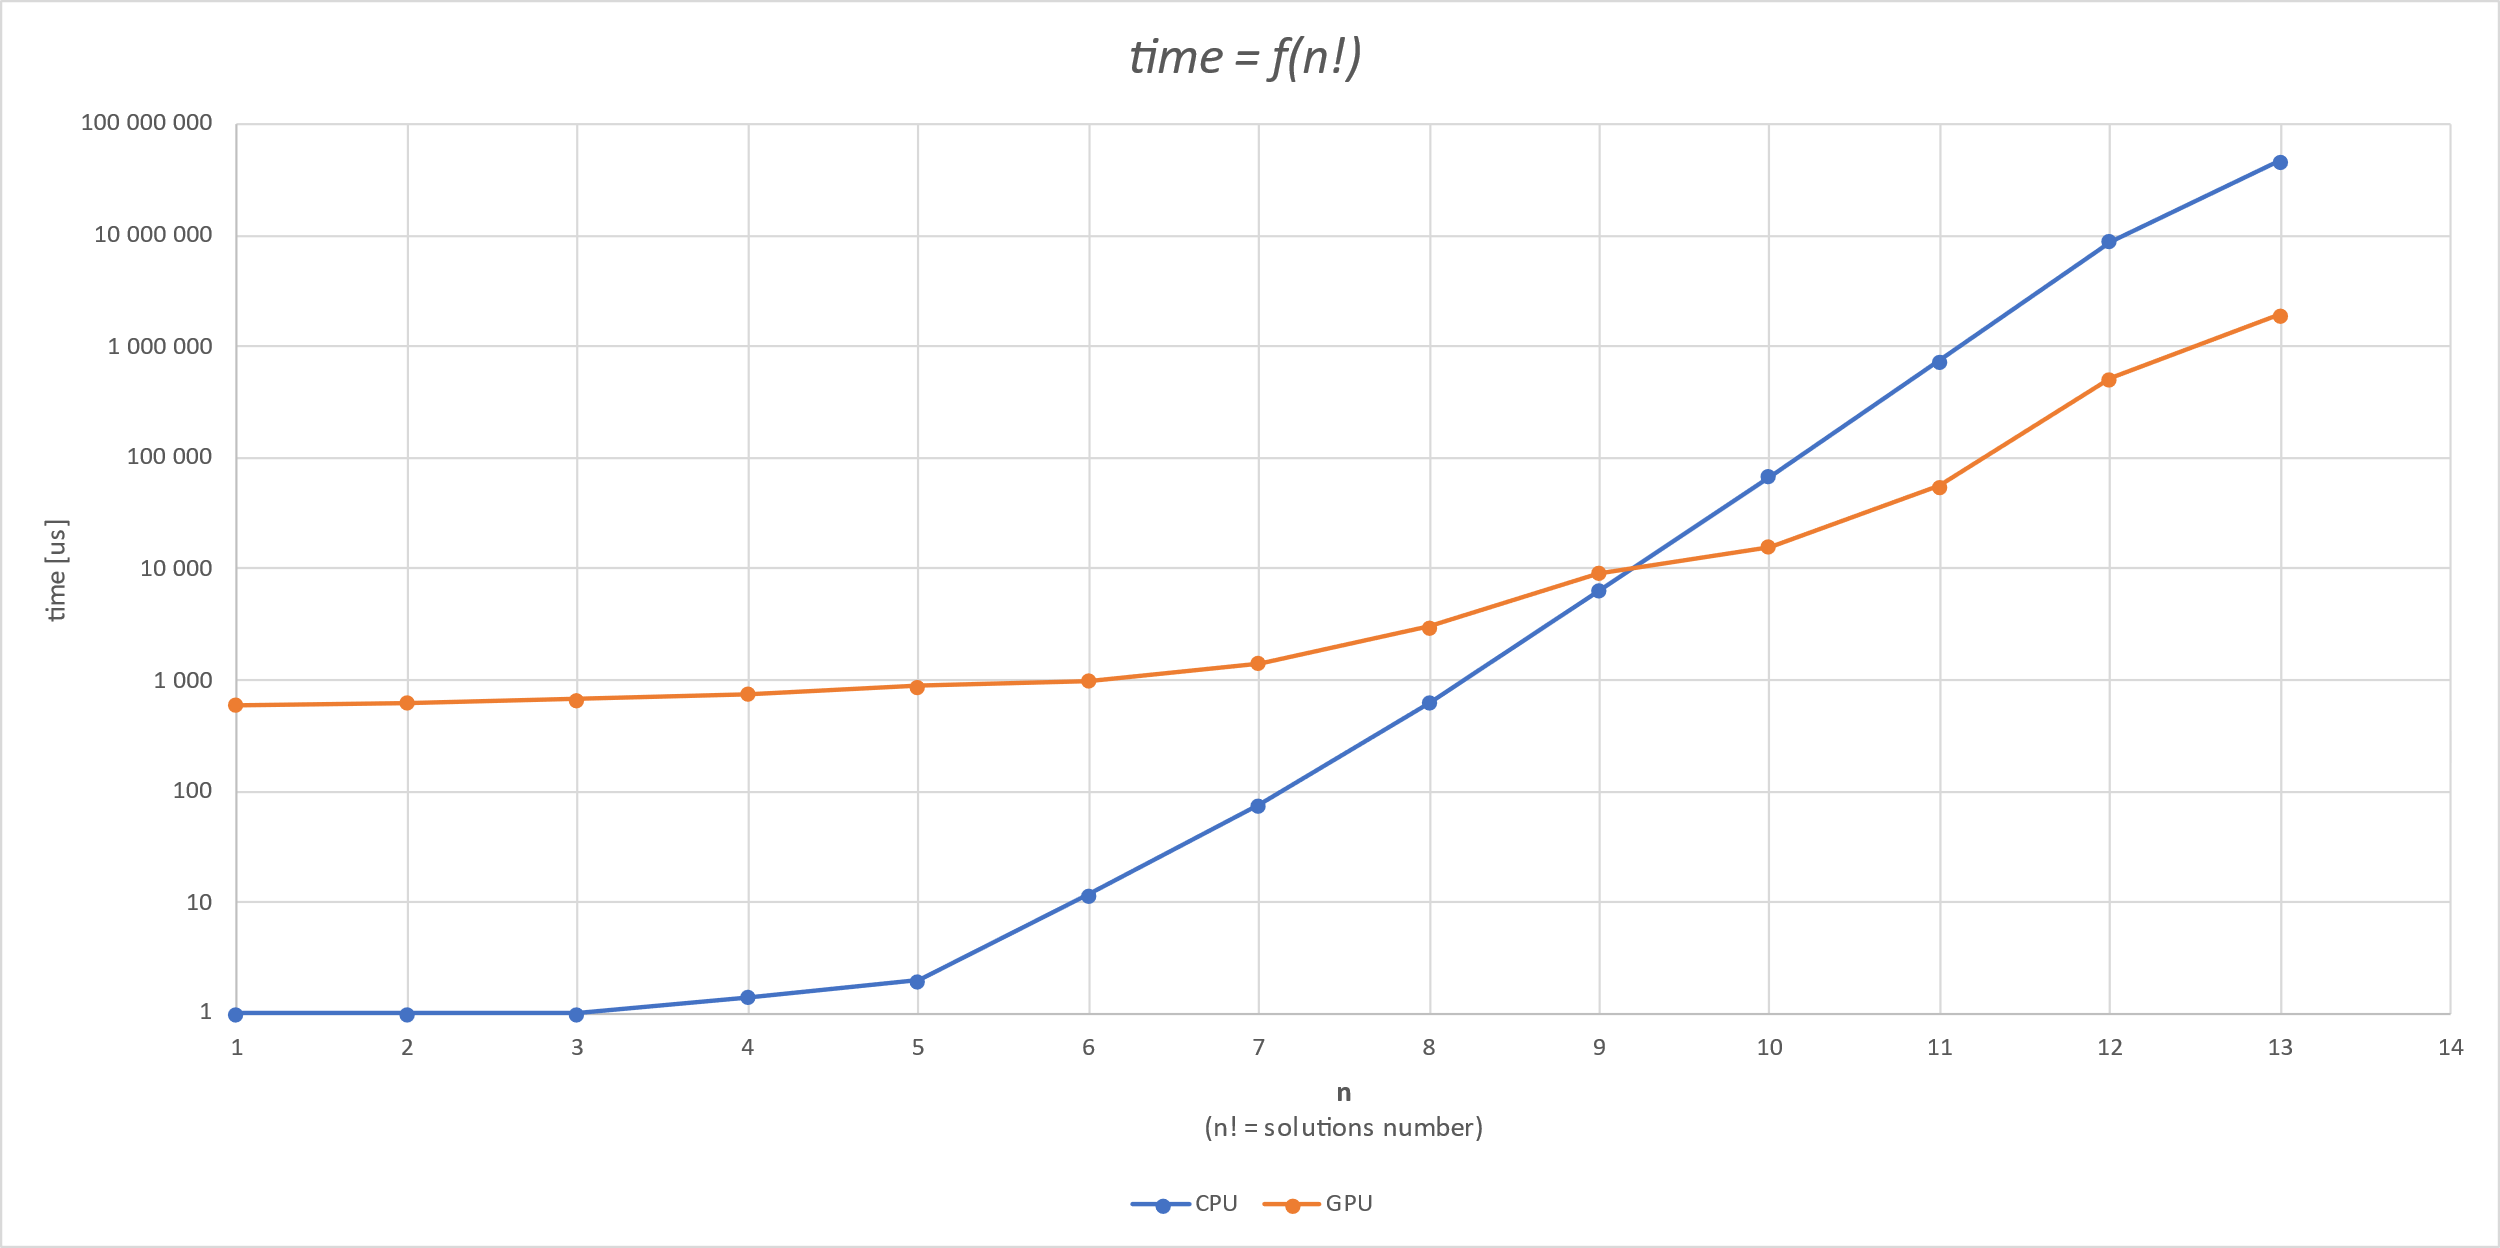 time = f(n!)
100 000 000
10 000 000
1 000 000
100 000
10 000
1 000
100
10
1
time [us]
1 2 3 4 5 6 7 8 9 10 11 12 13 14
n
(n! = solutions number)
CPU GPU